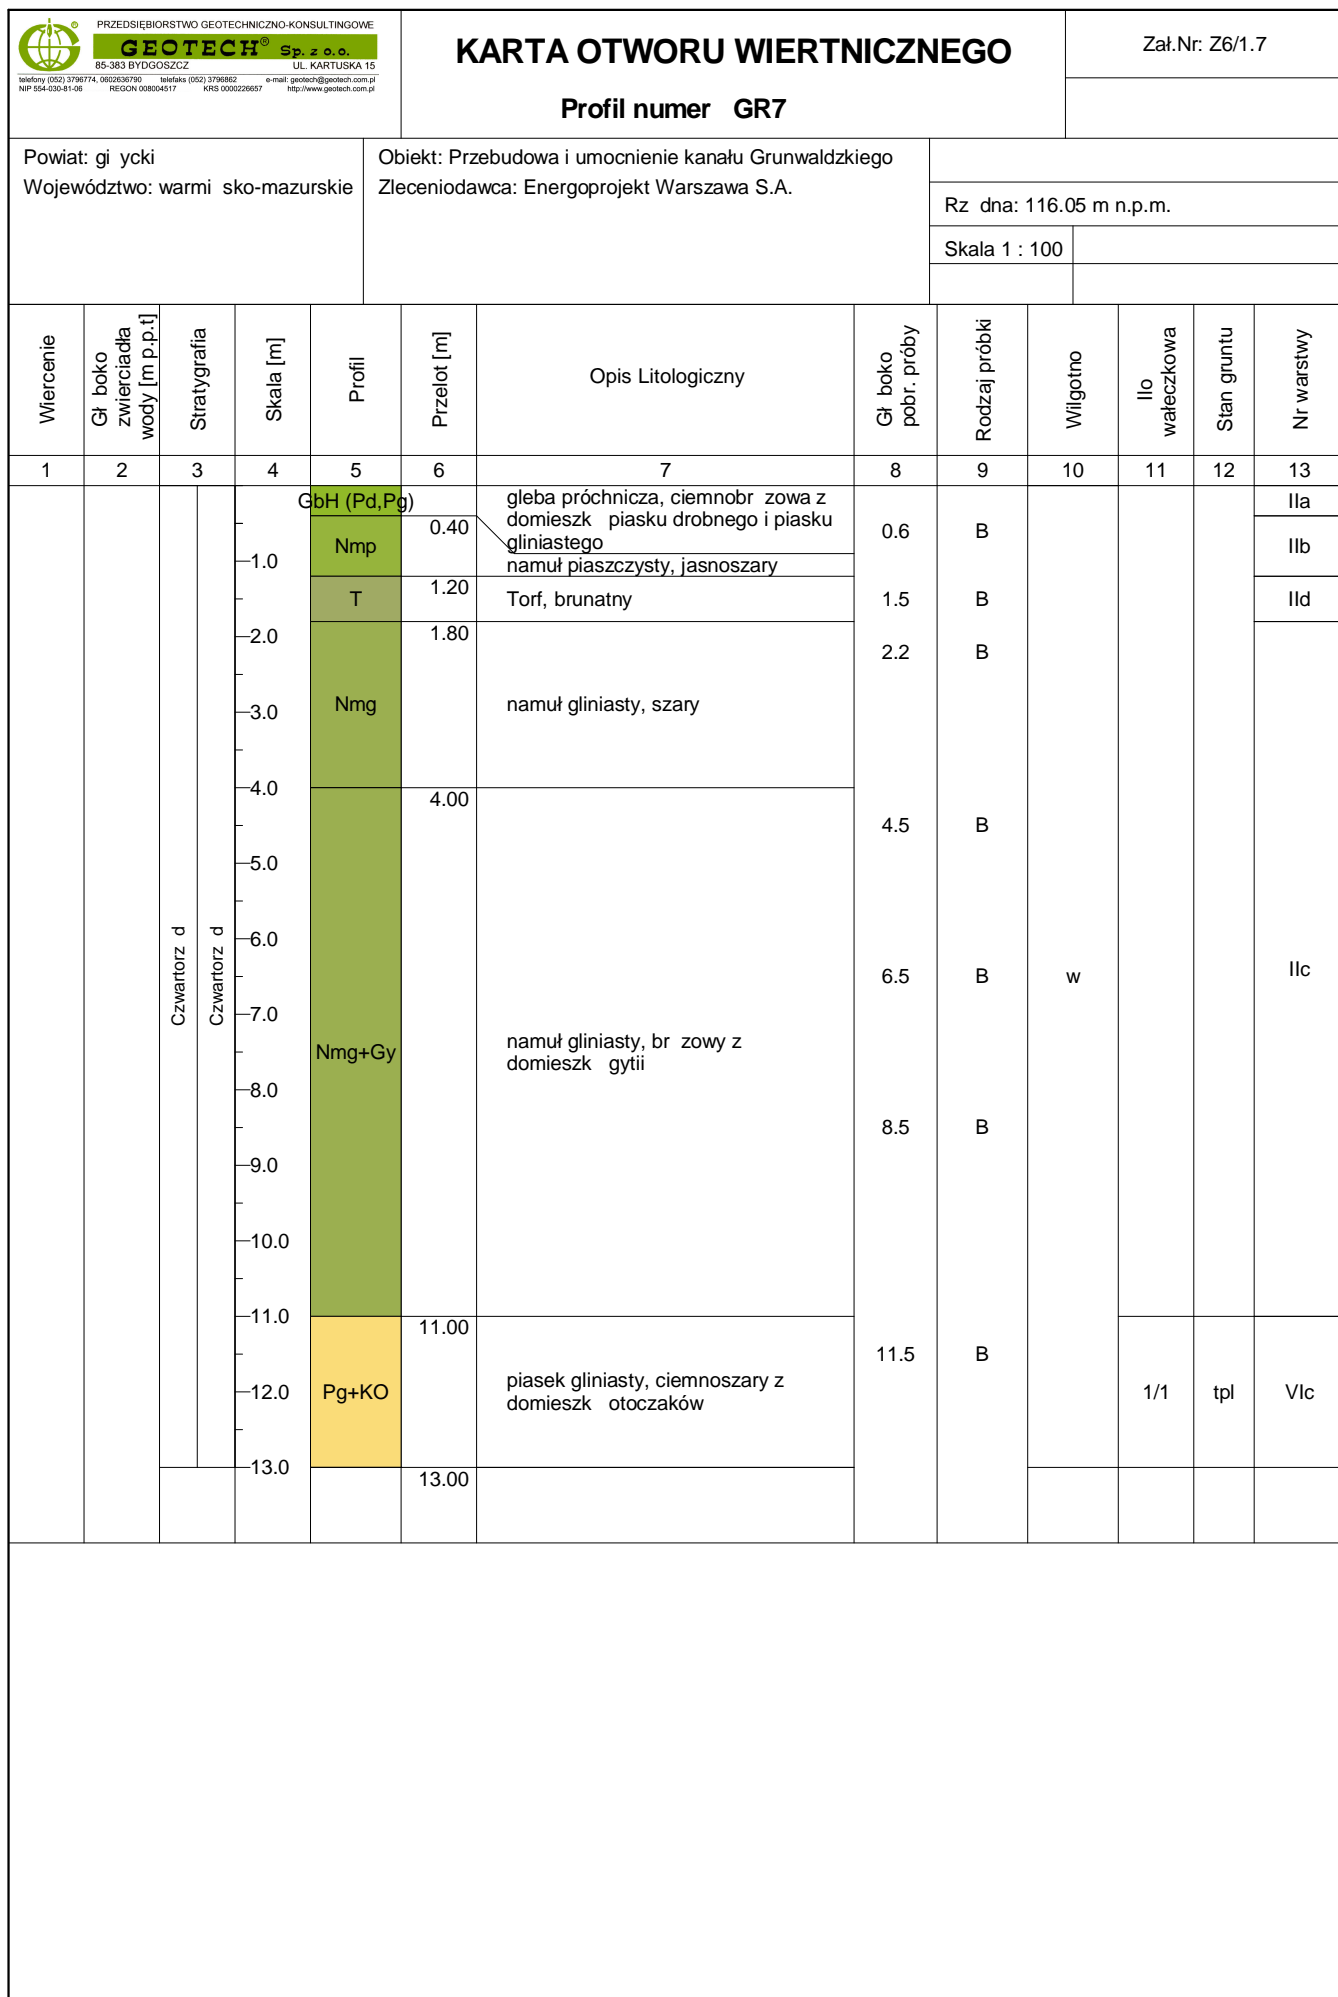 PRZEDSIĘBIORSTWO GEOTECHNICZNO-KONSULTINGOWE
GEOTECH® Sp. z o.o.
85-383 BYDGOSZCZ UL. KARTUSKA 15
telefony (052) 3796774, 0602636790 telefaks (052) 3796862 e-mail: geotech@geotech.com.pl
NIP 554-030-81-06 REGON 008004517 KRS 0000226657 http://www.geotech.com.pl
KARTA OTWORU WIERTNICZNEGO
Profil numer GR7
Zał.Nr: Z6/1.7
Powiat: gi ycki
Województwo: warmi sko-mazurskie
Obiekt: Przebudowa i umocnienie kanału Grunwaldzkiego
Zleceniodawca: Energoprojekt Warszawa S.A.
Rz dna: 116.05 m n.p.m.
Skala 1 : 100
Wiercenie
Gł boko
zwierciadła
wody [m p.p.t]
Stratygrafia
Skala [m]
Profil
Przelot [m]
Opis Litologiczny
Gł boko
pobr. próby
Rodzaj próbki
Wilgotno
Ilo
wałeczkowa
Stan gruntu
Nr warstwy
1 2 3 4 5 6 7 8 9 10 11 12 13
GbH (Pd,Pg)
gleba próchnicza, ciemnobr zowa z
domieszk piasku drobnego i piasku
gliniastego
IIa
0.40
Nmp
namuł piaszczysty, jasnoszary
0.6 B
IIb
1.0
1.20
T
Torf, brunatny
1.5 B
IId
2.0
1.80
2.2 B
3.0
Nmg
namuł gliniasty, szary
4.0
4.00
4.5 B
5.0
6.0
Czwartorz d
Czwartorz d
6.5 B
w
IIc
7.0
Nmg+Gy
namuł gliniasty, br zowy z
domieszk gytii
8.0
8.5 B
9.0
10.0
11.0
11.00
11.5 B
12.0
Pg+KO
piasek gliniasty, ciemnoszary z
domieszk otoczaków
1/1 tpl VIc
13.0
13.00